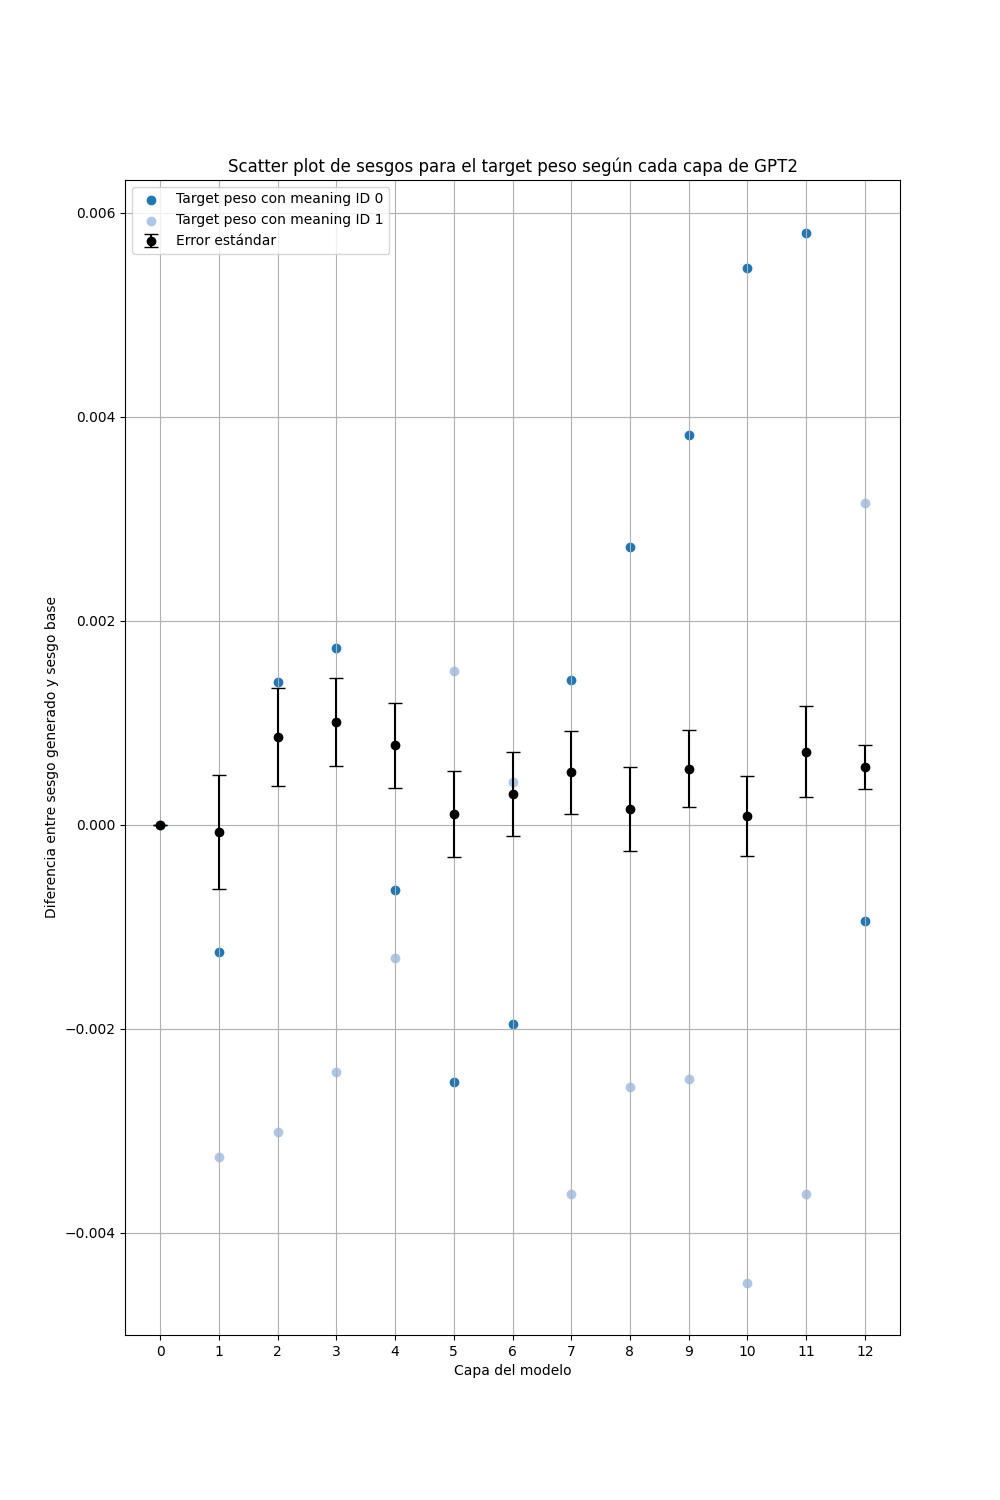 Scatter plot de sesgos para el target peso según cada capa de GPT2
Target peso con meaning ID 0
Target peso con meaning ID 1
Error estándar
0.006
0.004
0.002
0.000
−0.002
−0.004
Diferencia entre sesgo generado y sesgo base
0 1 2 3 4 5 6 7 8 9 10 11 12
Capa del modelo